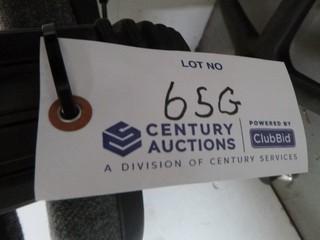 LOT NO
65G
CENTURY AUCTIONS
POWERED BY
ClubBid
A DIVISION OF CENTURY SERVICES